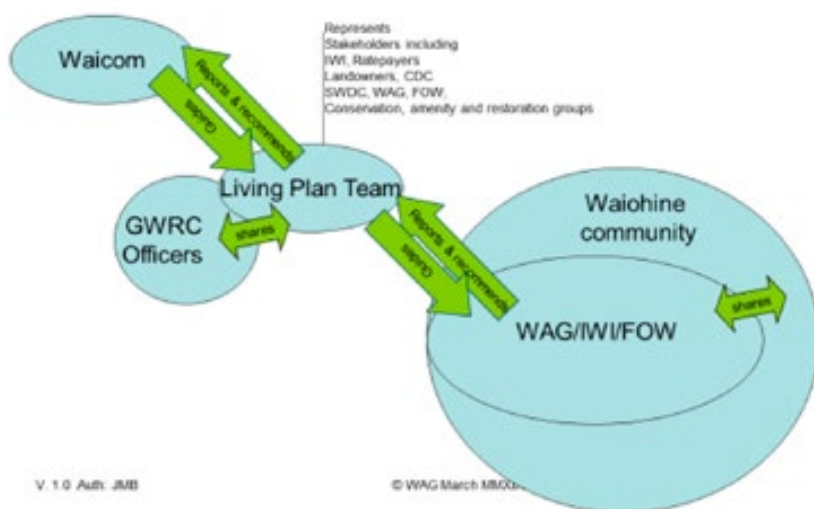 Waicom
Reports & recommends
Guides
Represents
Stakeholders including
IWI, Ratepayers
Landowners, CDC
SWDC, WAG, FOW,
Conservation, amenity and restoration groups
Living Plan Team
GWRC
Officers
shares
Reports & recommends
Guides
Waiohine
community
shares
WAG/IWI/FOW
V. 1.0 Auth: JMB
© WAG March